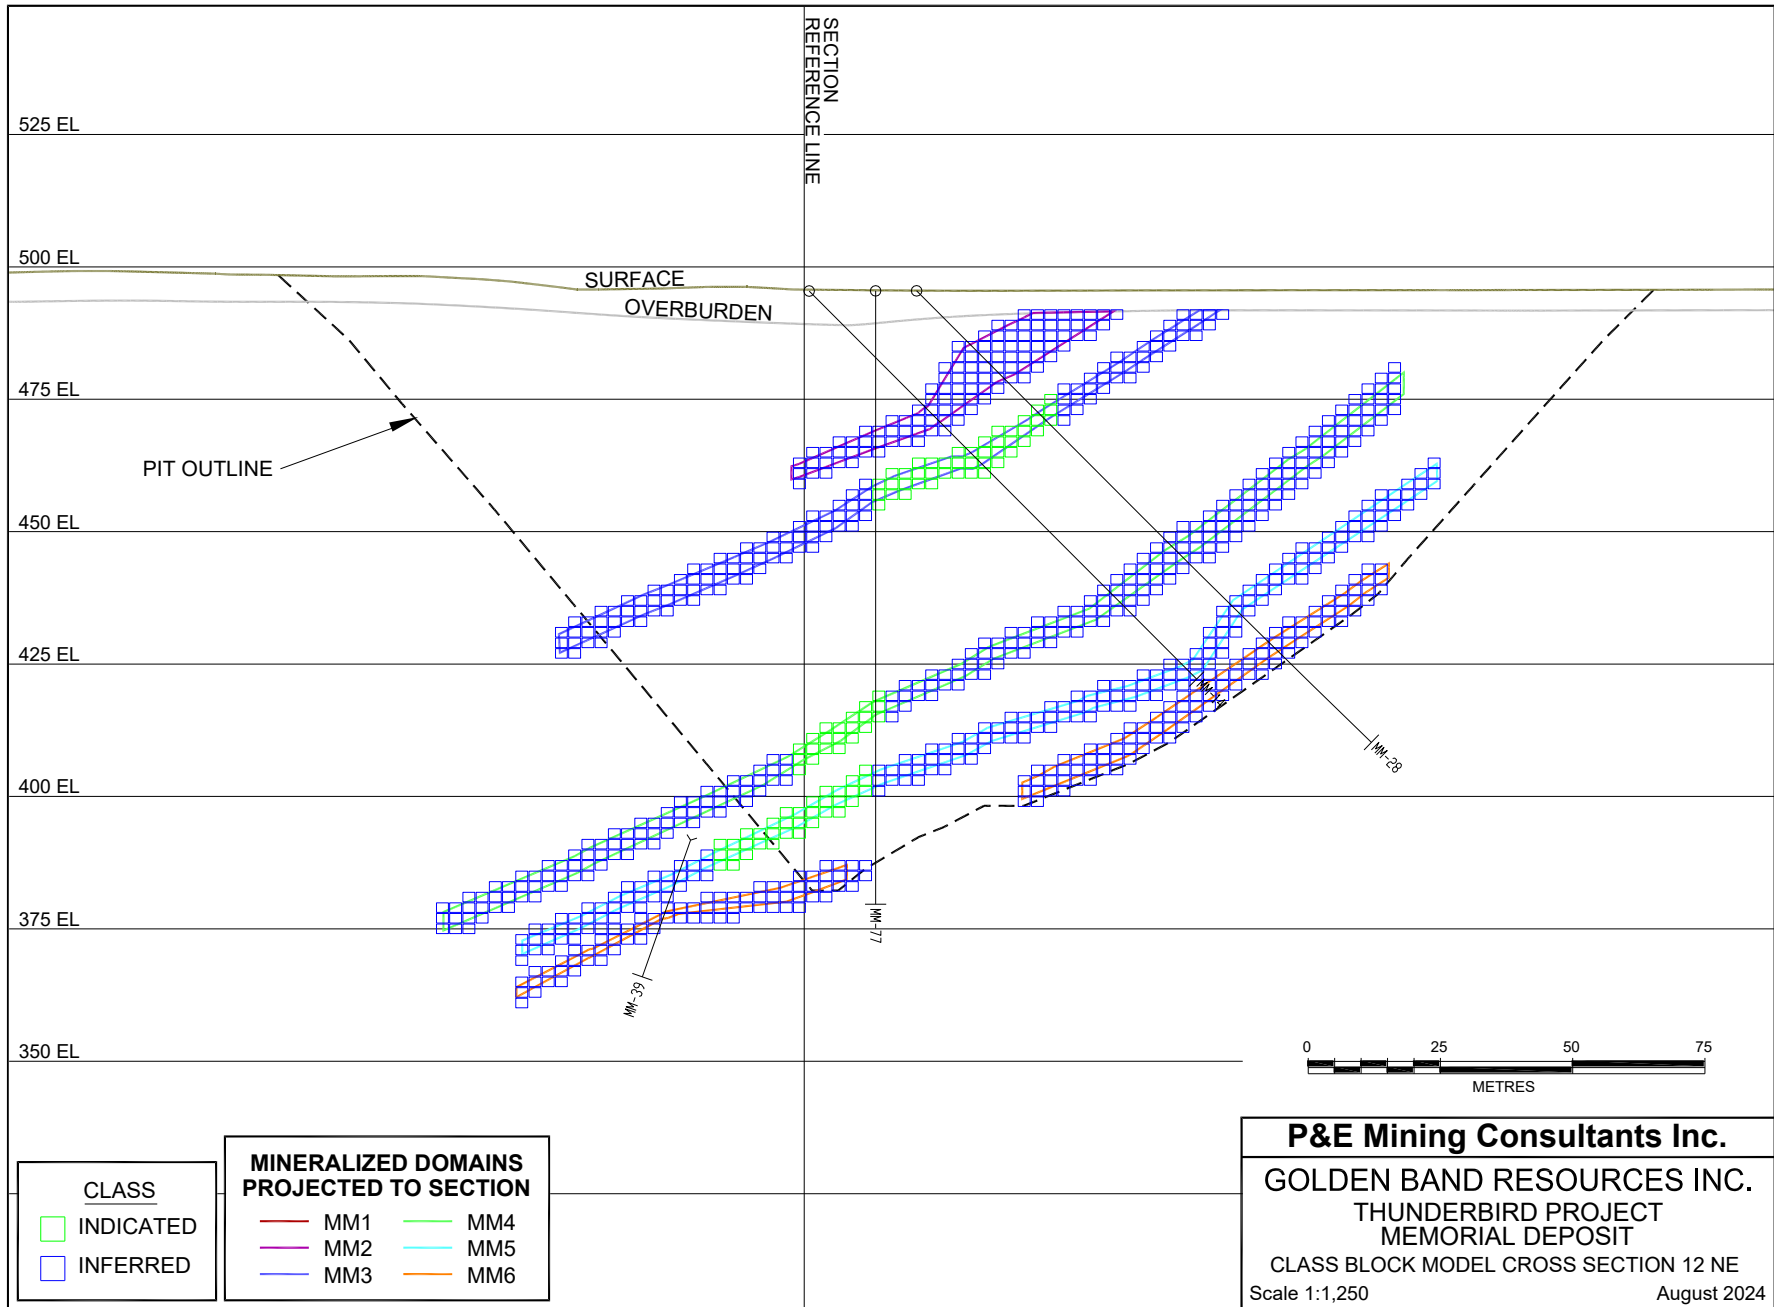 SECTION
REFERENCE LINE
525 EL
500 EL
SURFACE
OVERBURDEN
475 EL
PIT OUTLINE
450 EL
425 EL
MM-28
400 EL
375 EL
MM-77
MM-39
350 EL
0 25 50 75
METRES
CLASS
INDICATED
INFERRED
MINERALIZED DOMAINS
PROJECTED TO SECTION
MM1 MM4
MM2 MM5
MM3 MM6
P&E Mining Consultants Inc.
GOLDEN BAND RESOURCES INC.
THUNDERBIRD PROJECT
MEMORIAL DEPOSIT
CLASS BLOCK MODEL CROSS SECTION 12 NE
Scale 1:1,250 August 2024